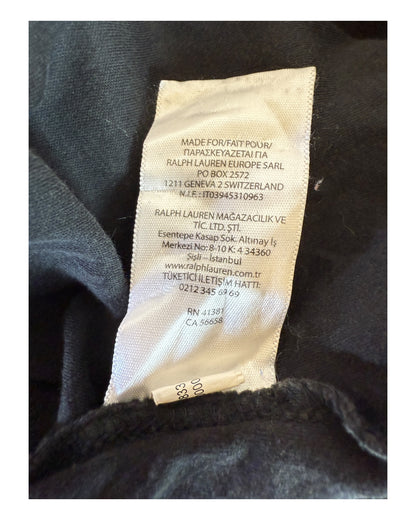 MADE FOR/FAIT POUR/
ΠΑΡΑΣΚΕΥΑΖΕΤΑΙ ΓΙΑ
RALPH LAUREN EUROPE SARL
PO BOX 2572
1211 GENEVA 2 SWITZERLAND
N.I.F.: IT03945310963
RALPH LAUREN MAĞAZACILIK VE
TİC. LTD. ŞTİ.
Esentepe Kasap Sok. Altınay İş
Merkezi No: 8-10 K: 4 34360
Şişli - İstanbul
www.ralphlauren.com.tr
TÜKETİCİ İLETİŞİM HATTI:
0212 345 69 69
RN 41381
CA 56658